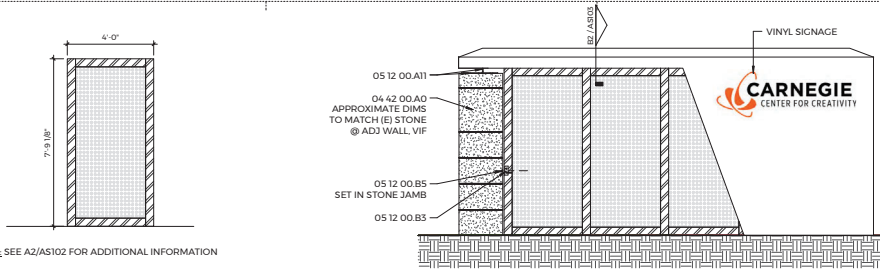 4'-0"
7'-9 1/8"
SEE A2/AS102 FOR ADDITIONAL INFORMATION
B2 / AS103
VINYL SIGNAGE
05 12 00.A11
04 42 00.A0
APPROXIMATE DIMS
TO MATCH (E) STONE
@ ADJ WALL, VIF
05 12 00.B5
SET IN STONE JAMB
05 12 00.B3
CARNEGIE
CENTER FOR CREATIVITY